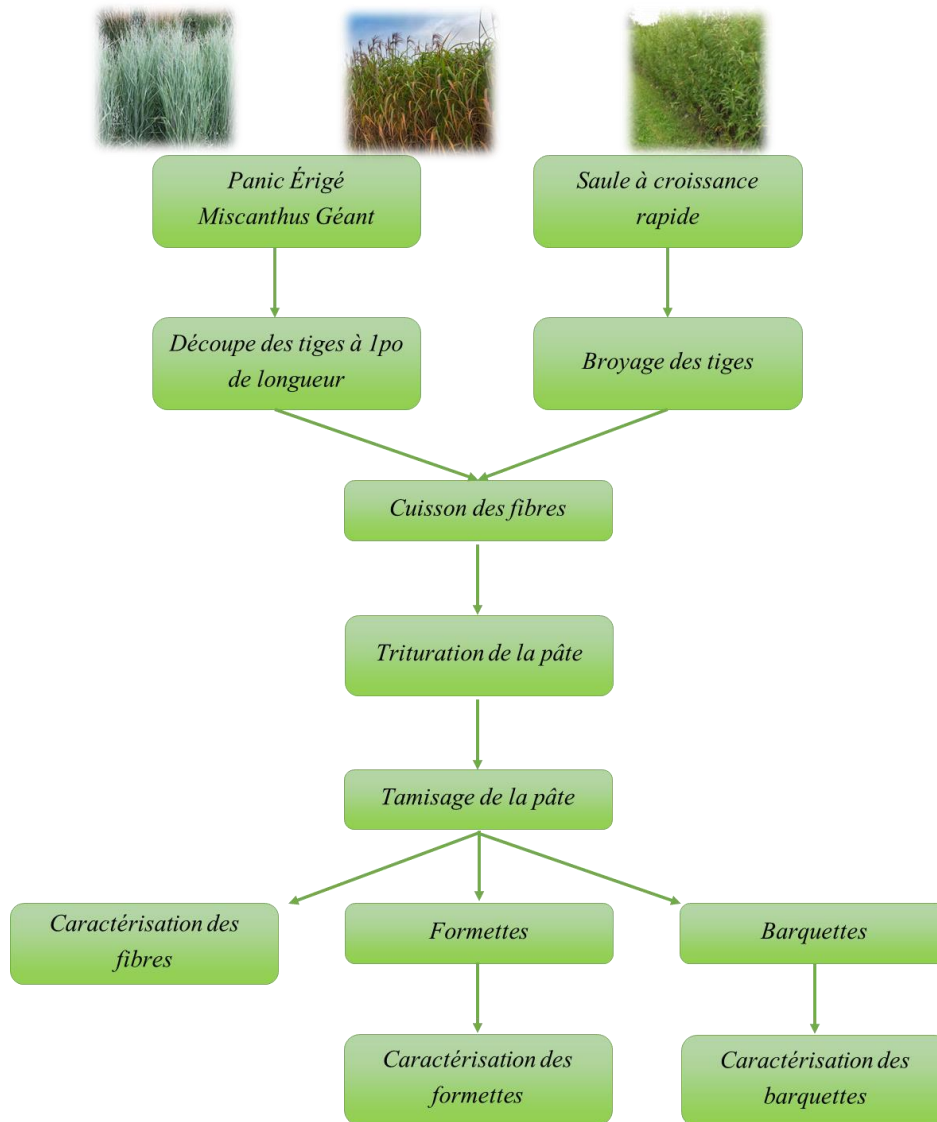 Panic Érigé
Miscanthus Géant
Saule à croissance
rapide
Découpe des tiges à 1po
de longueur
Broyage des tiges
Cuisson des fibres
Trituration de la pâte
Tamisage de la pâte
Caractérisation des
fibres
Formettes
Barquettes
Caractérisation des
formettes
Caractérisation des
barquettes